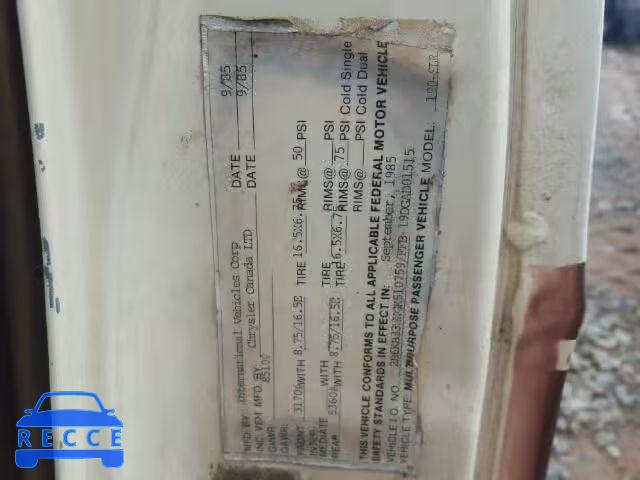 MFD BY International Vehicles Corp DATE 9/85
INC. VEH MFD. BY Chrysler Canada LTD DATE 9/85
GVWR 8510#
GAWR:
FRONT 3170# WITH 8.75/16.5E TIRE 16.5X6.75 RIMS@ 50 PSI
INTER-MEDIATE WITH TIRE RIMS@ PSI
REAR 5360# WITH 8.75/16.5E TIRE 16.5X6.75 RIMS@ 75 PSI Cold Single
RIMS@ PSI Cold Dual
THIS VEHICLE CONFORMS TO ALL APPLICABLE FEDERAL MOTOR VEHICLE
SAFETY STANDARDS IN EFFECT IN: September, 1985
VEHICLE I.D. NO.
VEHICLE TYPE: MULTIPURPOSE PASSENGER VEHICLE MODEL:
RECCE